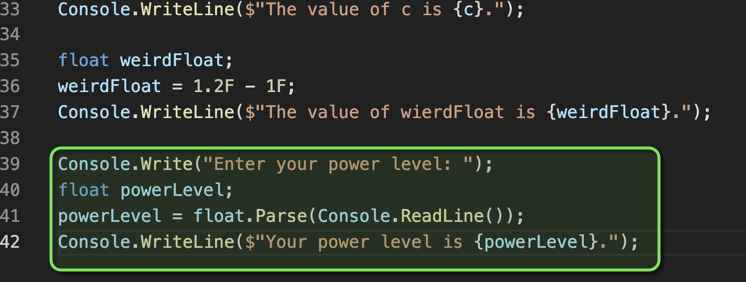 33 Console.WriteLine($"The value of c is {c}.");
34
35 float weirdFloat;
36 weirdFloat = 1.2F - 1F;
37 Console.WriteLine($"The value of wierdFloat is {weirdFloat}.");
38
39 Console.Write("Enter your power level: ");
40 float powerLevel;
41 powerLevel = float.Parse(Console.ReadLine());
42 Console.WriteLine($"Your power level is {powerLevel}.");